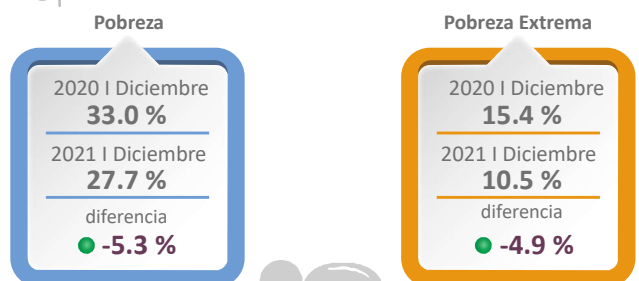 Pobreza
2020 I Diciembre
33.0 %
2021 I Diciembre
27.7 %
diferencia
-5.3 %
Pobreza Extrema
2020 I Diciembre
15.4 %
2021 I Diciembre
10.5 %
diferencia
-4.9 %